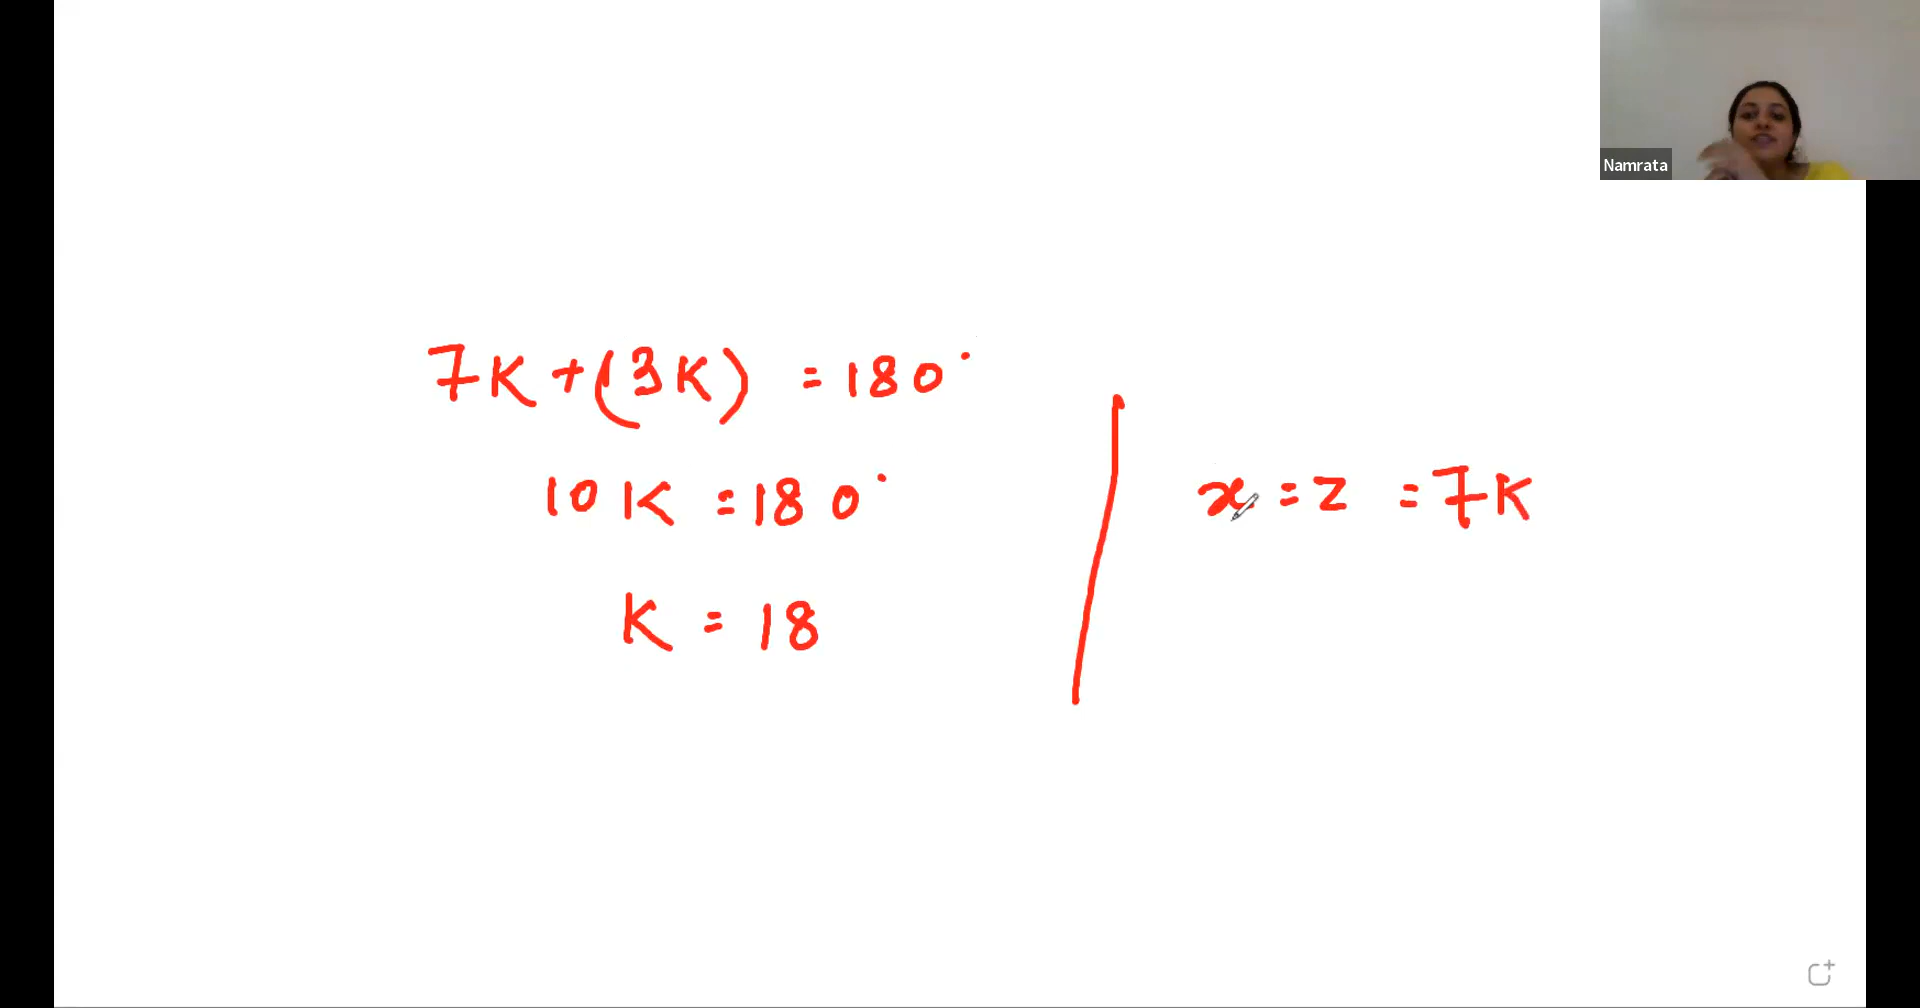 Namrata
7K + (3K) = 180°
10K = 180°
K = 18
x = z = 7K